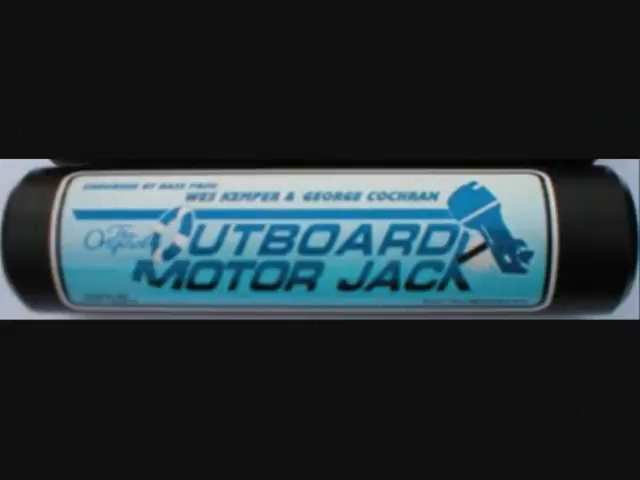 ENDORSED BY BASS PROS
WES KEMPER & GEORGE COCHRAN
The Original
OUTBOARD
MOTOR JACK